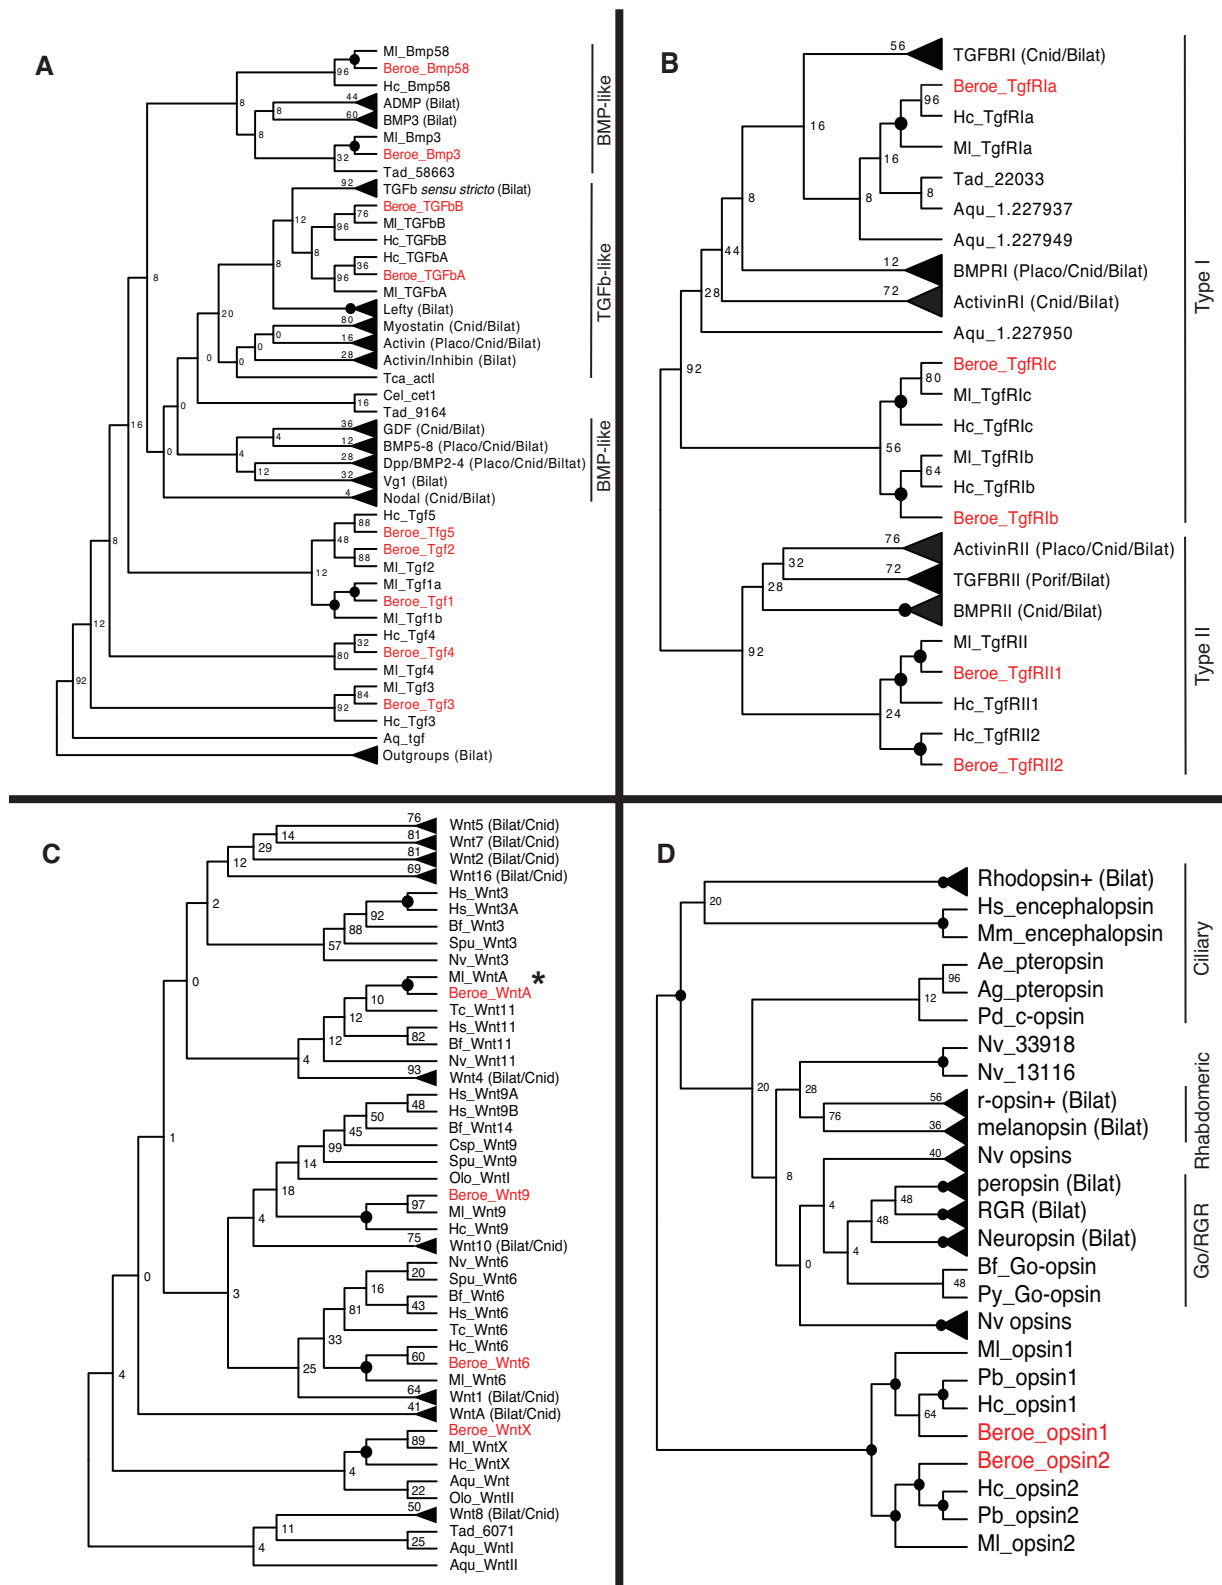 A
Ml_Bmp58
Beroe_Bmp58
Hc_Bmp58
ADMP (Bilat)
BMP3 (Bilat)
Ml_Bmp3
Beroe_Bmp3
Tad_58663
TGFb sensu stricto (Bilat)
Beroe_TGFbB
Ml_TGFbB
Hc_TGFbB
Hc_TGFbA
Beroe_TGFbA
Ml_TGFbA
Lefty (Bilat)
Myostatin (Cnid/Bilat)
Activin (Placo/Cnid/Bilat)
Activin/Inhibin (Bilat)
Tca_actl
Cel_cet1
Tad_9164
GDF (Cnid/Bilat)
BMP5-8 (Placo/Cnid/Bilat)
Dpp/BMP2-4 (Placo/Cnid/Biltat)
Vg1 (Bilat)
Nodal (Cnid/Bilat)
Hc_Tgf5
Beroe_Tfg5
Beroe_Tgf2
Ml_Tgf2
Ml_Tgf1a
Beroe_Tgf1
Ml_Tgf1b
Hc_Tgf4
Beroe_Tgf4
Ml_Tgf4
Ml_Tgf3
Beroe_Tgf3
Hc_Tgf3
Aq_tgf
Outgroups (Bilat)
BMP-like
TGFb-like
BMP-like
96
8
44
60
8
8
32
92
76
96
12
8
36
96
8
8
20
80
0
16
0
28
0
0
16
0
36
4
12
4
28
12
32
0
4
16
88
48
88
12
8
32
80
12
84
92
92
B
TGFBRI (Cnid/Bilat)
Beroe_TgfRIa
Hc_TgfRIa
Ml_TgfRIa
Tad_22033
Aqu_1.227937
Aqu_1.227949
BMPRI (Placo/Cnid/Bilat)
ActivinRI (Cnid/Bilat)
Aqu_1.227950
Beroe_TgfRIc
Ml_TgfRIc
Hc_TgfRIc
Ml_TgfRIb
Hc_TgfRIb
Beroe_TgfRIb
ActivinRII (Placo/Cnid/Bilat)
TGFBRII (Porif/Bilat)
BMPRII (Cnid/Bilat)
Ml_TgfRII
Beroe_TgfRII1
Hc_TgfRII1
Hc_TgfRII2
Beroe_TgfRII2
Type I
Type II
56
96
16
16
8
8
8
12
44
72
28
92
80
56
64
76
32
72
28
92
24
C
Wnt5 (Bilat/Cnid)
Wnt7 (Bilat/Cnid)
Wnt2 (Bilat/Cnid)
Wnt16 (Bilat/Cnid)
Hs_Wnt3
Hs_Wnt3A
Bf_Wnt3
Spu_Wnt3
Nv_Wnt3
Ml_WntA *
Beroe_WntA
Tc_Wnt11
Hs_Wnt11
Bf_Wnt11
Nv_Wnt11
Wnt4 (Bilat/Cnid)
Hs_Wnt9A
Hs_Wnt9B
Bf_Wnt14
Csp_Wnt9
Spu_Wnt9
Olo_WntI
Beroe_Wnt9
Ml_Wnt9
Hc_Wnt9
Wnt10 (Bilat/Cnid)
Nv_Wnt6
Spu_Wnt6
Bf_Wnt6
Hs_Wnt6
Tc_Wnt6
Hc_Wnt6
Beroe_Wnt6
Ml_Wnt6
Wnt1 (Bilat/Cnid)
WntA (Bilat/Cnid)
Beroe_WntX
Ml_WntX
Hc_WntX
Aqu_Wnt
Olo_WntII
Wnt8 (Bilat/Cnid)
Tad_6071
Aqu_WntI
Aqu_WntII
76
14
81
29
81
12
69
2
92
88
57
0
10
12
82
12
4
93
1
48
50
45
99
14
18
97
4
75
3
20
16
43
81
33
60
25
64
0
41
4
89
4
22
50
11
25
4
D
Rhodopsin+ (Bilat)
Hs_encephalopsin
Mm_encephalopsin
Ae_pteropsin
Ag_pteropsin
Pd_c-opsin
Nv_33918
Nv_13116
r-opsin+ (Bilat)
melanopsin (Bilat)
Nv opsins
peropsin (Bilat)
RGR (Bilat)
Neuropsin (Bilat)
Bf_Go-opsin
Py_Go-opsin
Nv opsins
Ml_opsin1
Pb_opsin1
Hc_opsin1
Beroe_opsin1
Beroe_opsin2
Hc_opsin2
Pb_opsin2
Ml_opsin2
Ciliary
Rhabdomeric
Go/RGR
20
96
12
20
28
56
76
36
8
40
4
48
48
4
48
0
64